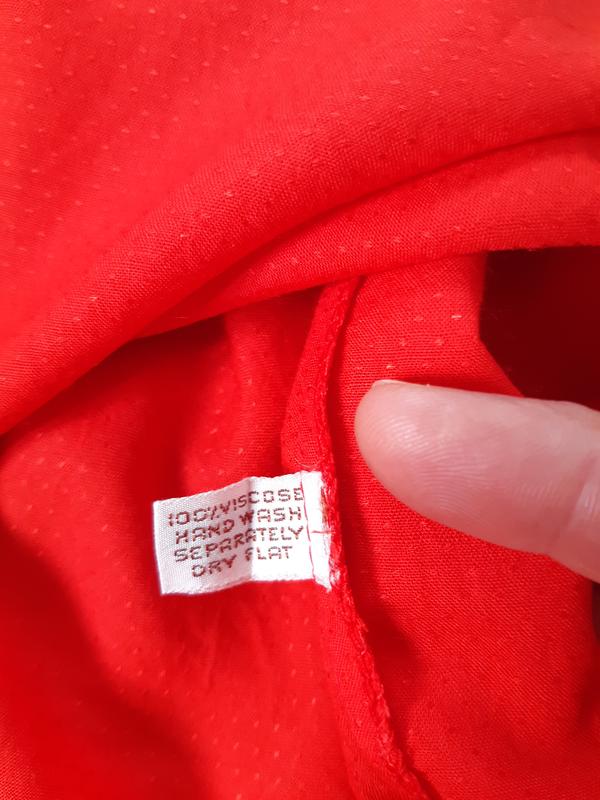 100% VISCOSE
HAND WASH
SEPARATELY
DRY FLAT